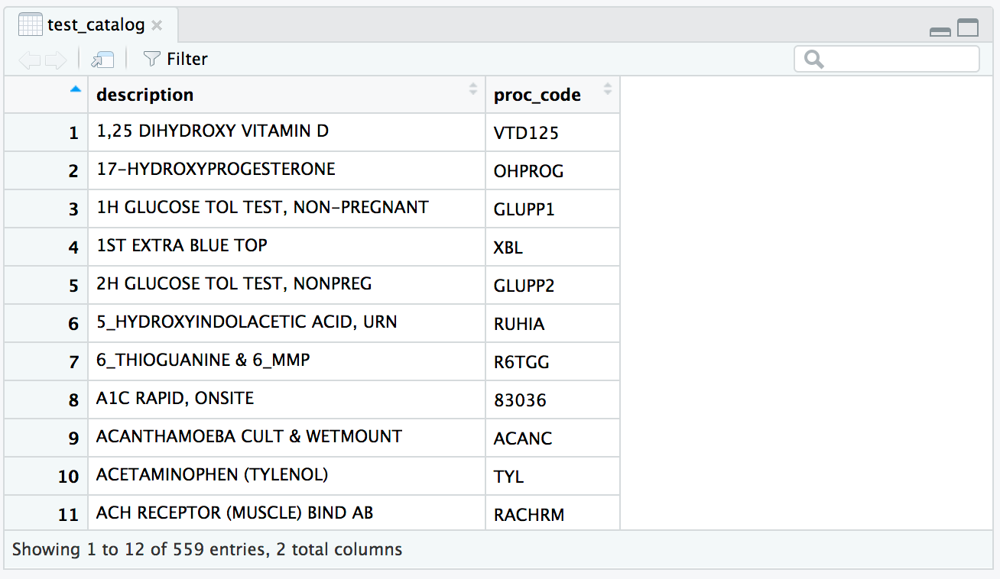 test_catalog
Filter
description proc_code
1 1,25 DIHYDROXY VITAMIN D VTD125
2 17-HYDROXYPROGESTERONE OHPROG
3 1H GLUCOSE TOL TEST, NON-PREGNANT GLUPP1
4 1ST EXTRA BLUE TOP XBL
5 2H GLUCOSE TOL TEST, NONPREG GLUPP2
6 5_HYDROXYINDOLACETIC ACID, URN RUHIA
7 6_THIOGUANINE & 6_MMP R6TGG
8 A1C RAPID, ONSITE 83036
9 ACANTHAMOEBA CULT & WETMOUNT ACANC
10 ACETAMINOPHEN (TYLENOL) TYL
11 ACH RECEPTOR (MUSCLE) BIND AB RACHRM
Showing 1 to 12 of 559 entries, 2 total columns